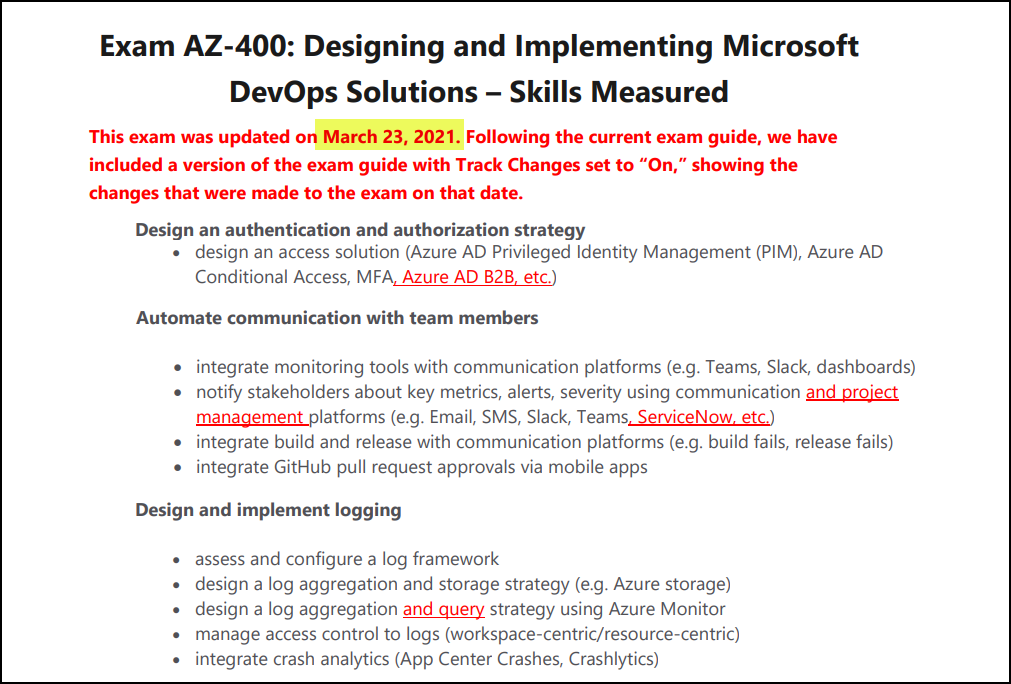 Exam AZ-400: Designing and Implementing Microsoft
DevOps Solutions – Skills Measured
This exam was updated on March 23, 2021. Following the current exam guide, we have
included a version of the exam guide with Track Changes set to “On,” showing the
changes that were made to the exam on that date.
Design an authentication and authorization strategy
• design an access solution (Azure AD Privileged Identity Management (PIM), Azure AD
Conditional Access, MFA, Azure AD B2B, etc.)
Automate communication with team members
• integrate monitoring tools with communication platforms (e.g. Teams, Slack, dashboards)
• notify stakeholders about key metrics, alerts, severity using communication and project
management platforms (e.g. Email, SMS, Slack, Teams, ServiceNow, etc.)
• integrate build and release with communication platforms (e.g. build fails, release fails)
• integrate GitHub pull request approvals via mobile apps
Design and implement logging
• assess and configure a log framework
• design a log aggregation and storage strategy (e.g. Azure storage)
• design a log aggregation and query strategy using Azure Monitor
• manage access control to logs (workspace-centric/resource-centric)
• integrate crash analytics (App Center Crashes, Crashlytics)